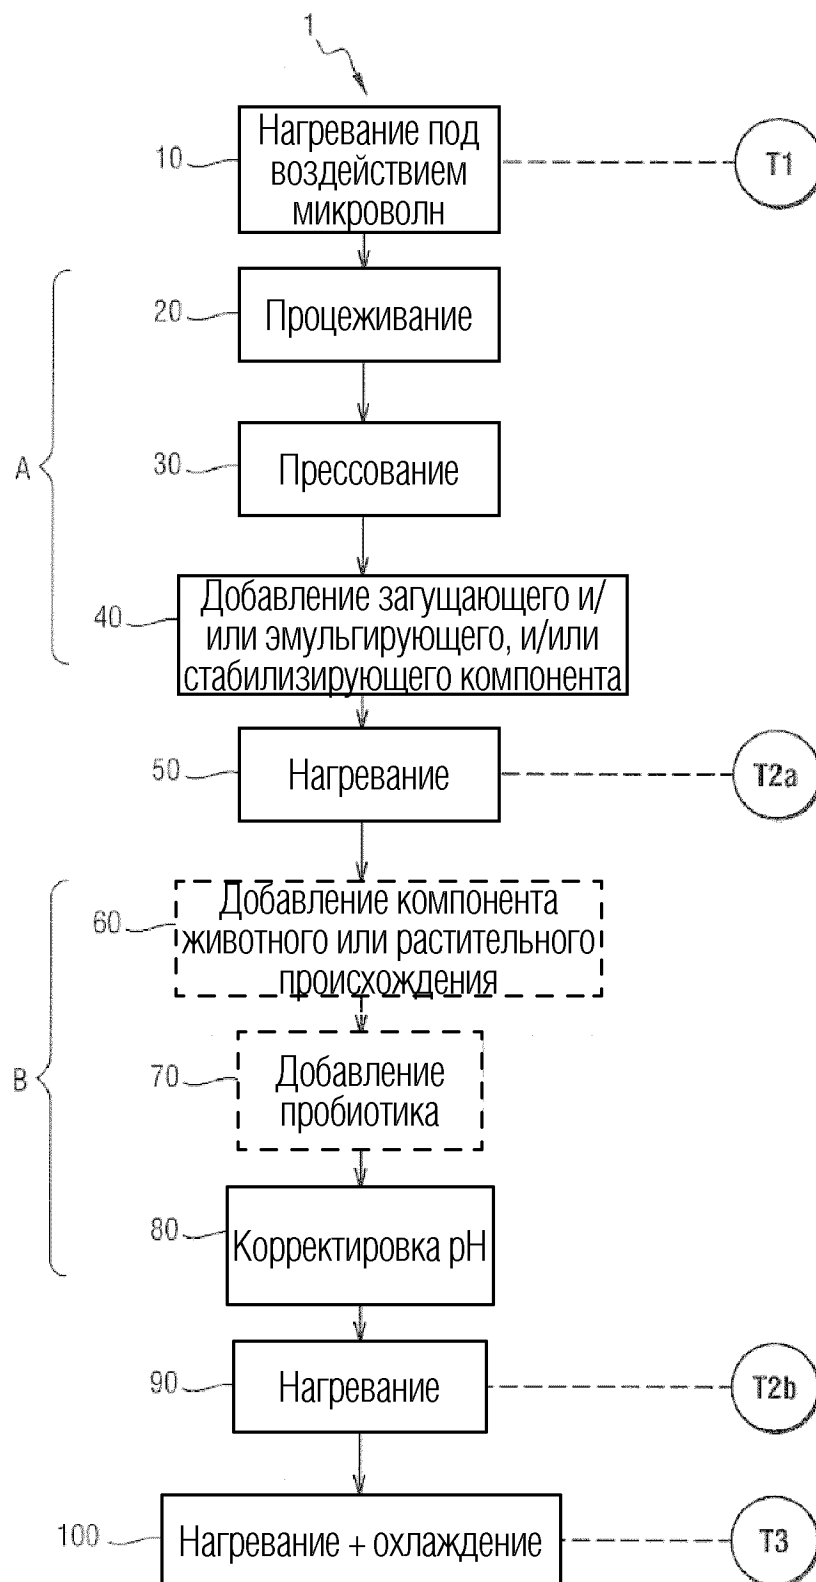 1
10
Нагревание под
воздействием
микроволн
T1
20
Процеживание
A
30
Прессование
40
Добавление загущающего и/
или эмульгирующего, и/или
стабилизирующего компонента
50
Нагревание
T2a
60
Добавление компонента
животного или растительного
происхождения
B
70
Добавление
пробиотика
80
Корректировка pH
90
Нагревание
T2b
100
Нагревание + охлаждение
T3